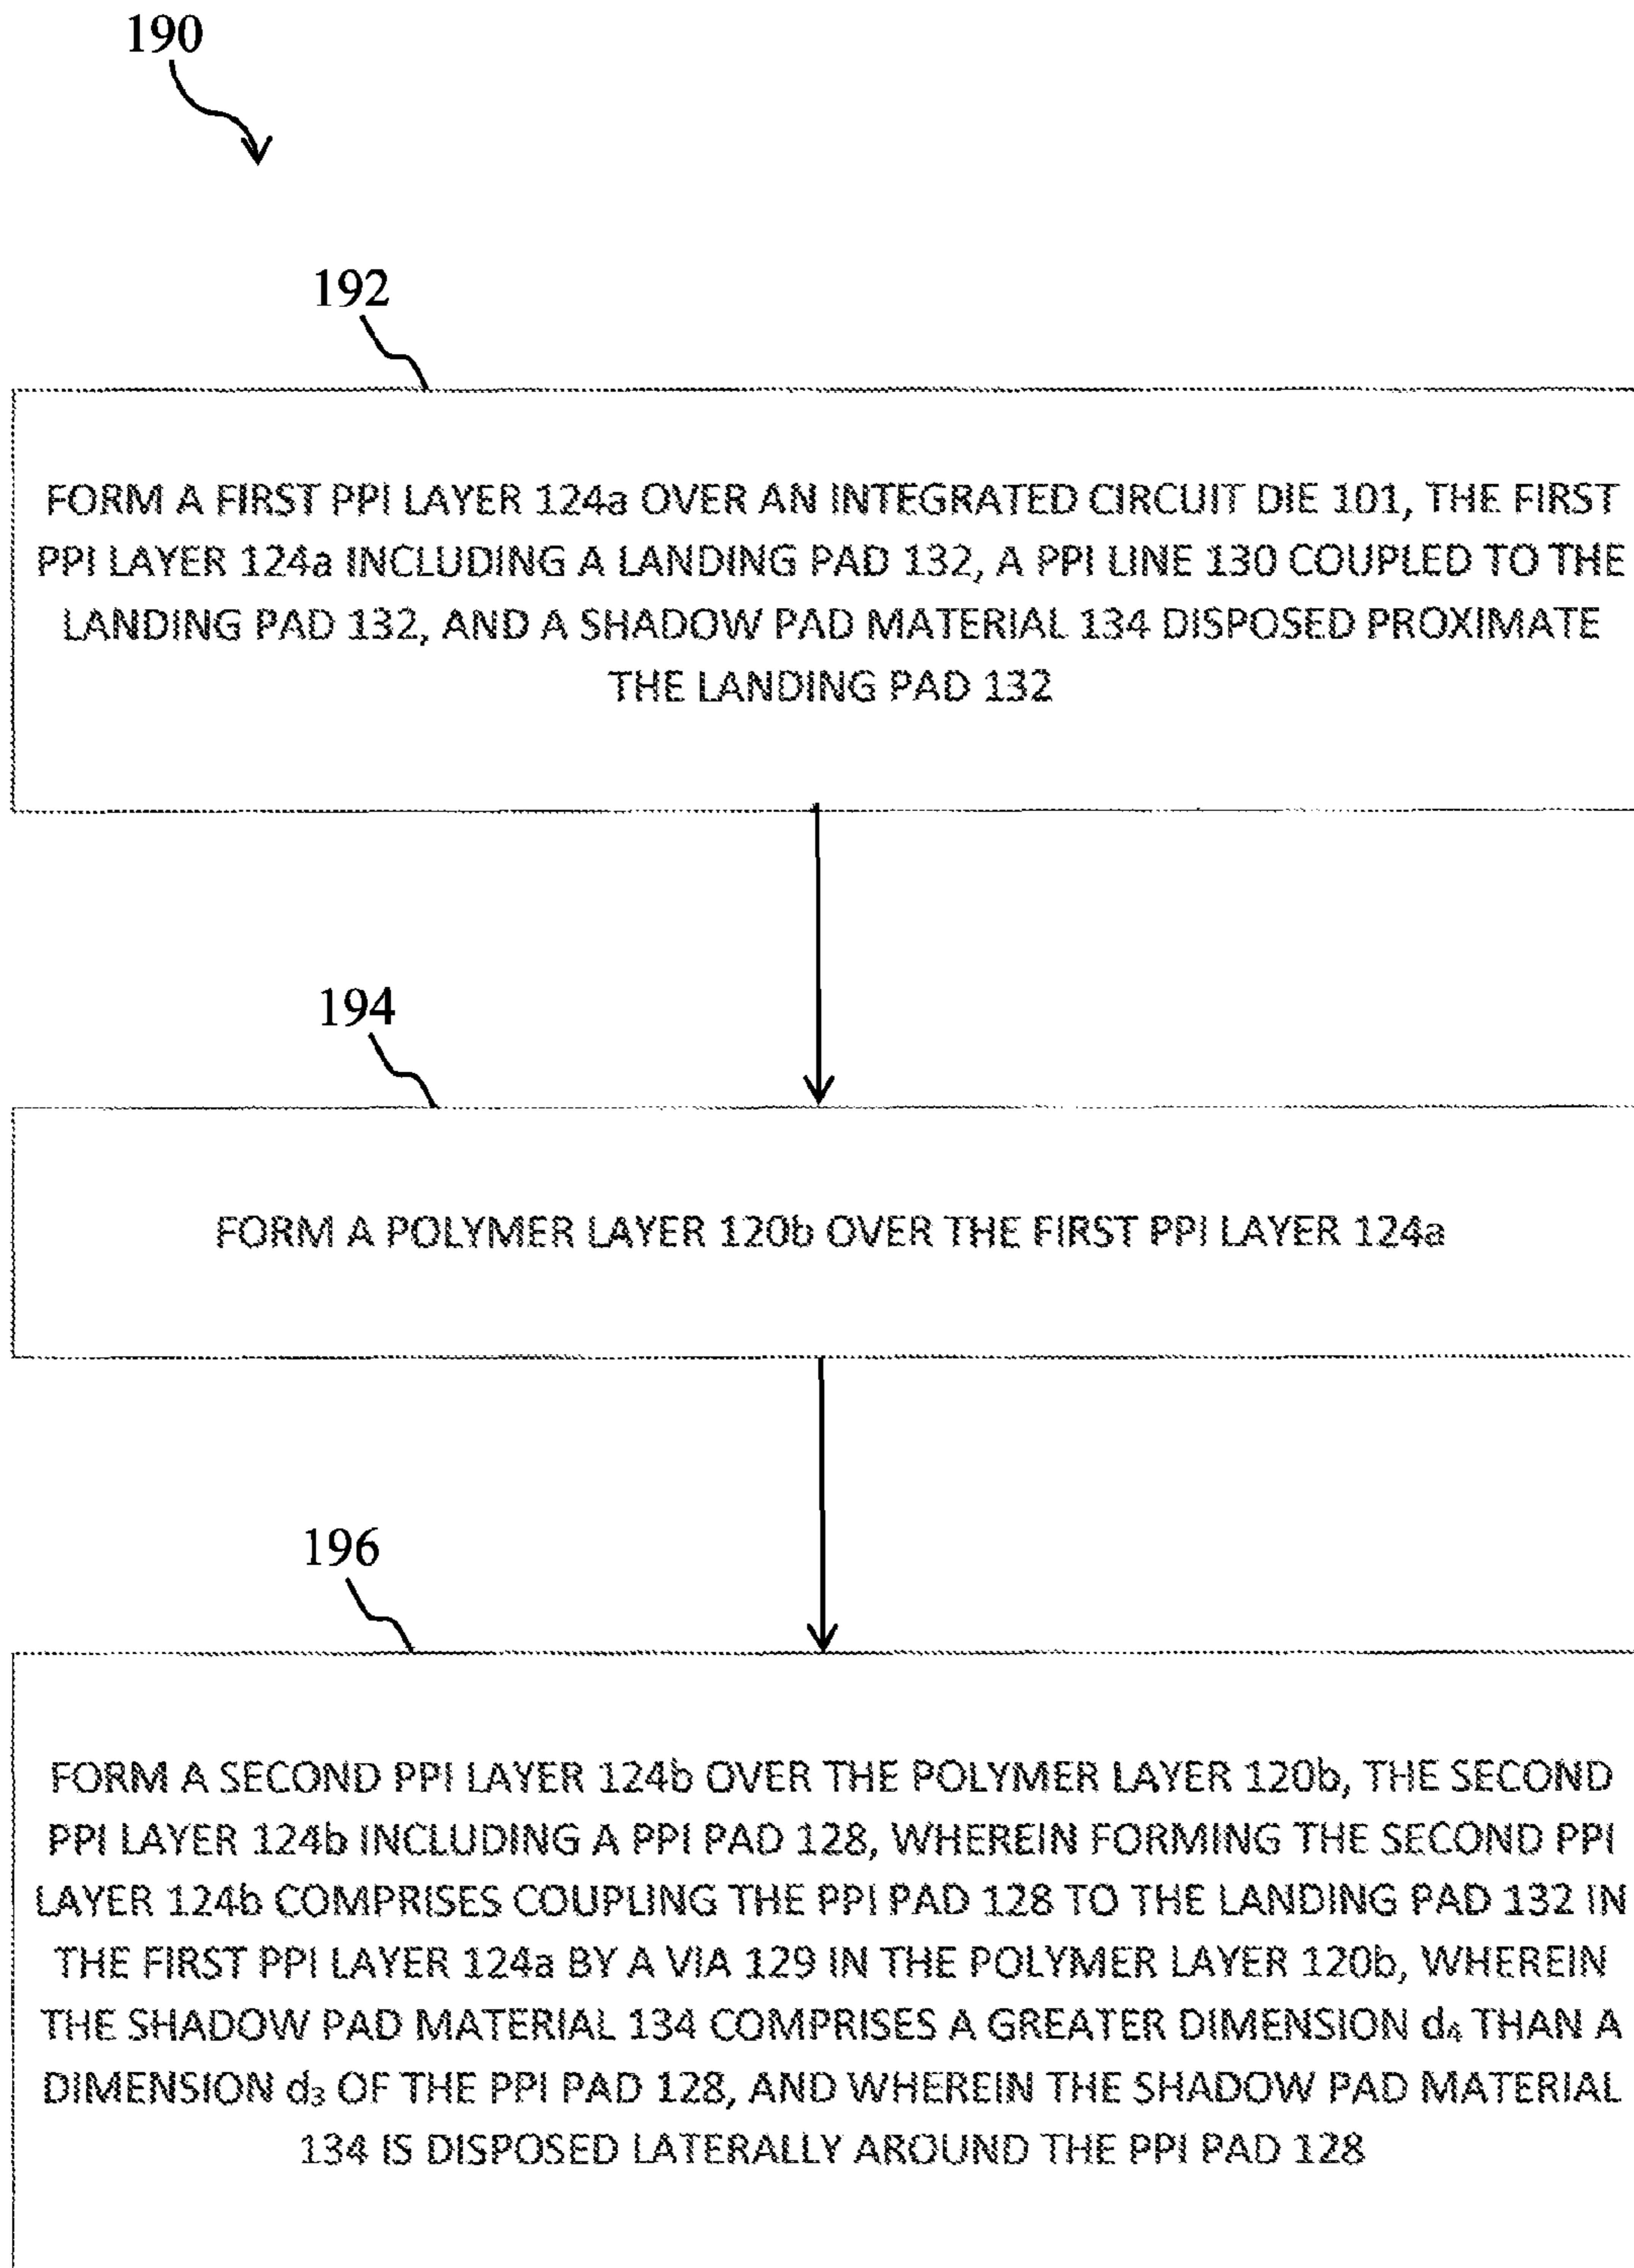 190
192
FORM A FIRST PPI LAYER 124a OVER AN INTEGRATED CIRCUIT DIE 101, THE FIRST
PPI LAYER 124a INCLUDING A LANDING PAD 132, A PPI LINE 130 COUPLED TO THE
LANDING PAD 132, AND A SHADOW PAD MATERIAL 134 DISPOSED PROXIMATE
THE LANDING PAD 132
194
FORM A POLYMER LAYER 120b OVER THE FIRST PPI LAYER 124a
196
FORM A SECOND PPI LAYER 124b OVER THE POLYMER LAYER 120b, THE SECOND
PPI LAYER 124b INCLUDING A PPI PAD 128, WHEREIN FORMING THE SECOND PPI
LAYER 124b COMPRISES COUPLING THE PPI PAD 128 TO THE LANDING PAD 132 IN
THE FIRST PPI LAYER 124a BY A VIA 129 IN THE POLYMER LAYER 120b, WHEREIN
THE SHADOW PAD MATERIAL 134 COMPRISES A GREATER DIMENSION d₄ THAN A
DIMENSION d₃ OF THE PPI PAD 128, AND WHEREIN THE SHADOW PAD MATERIAL
134 IS DISPOSED LATERALLY AROUND THE PPI PAD 128